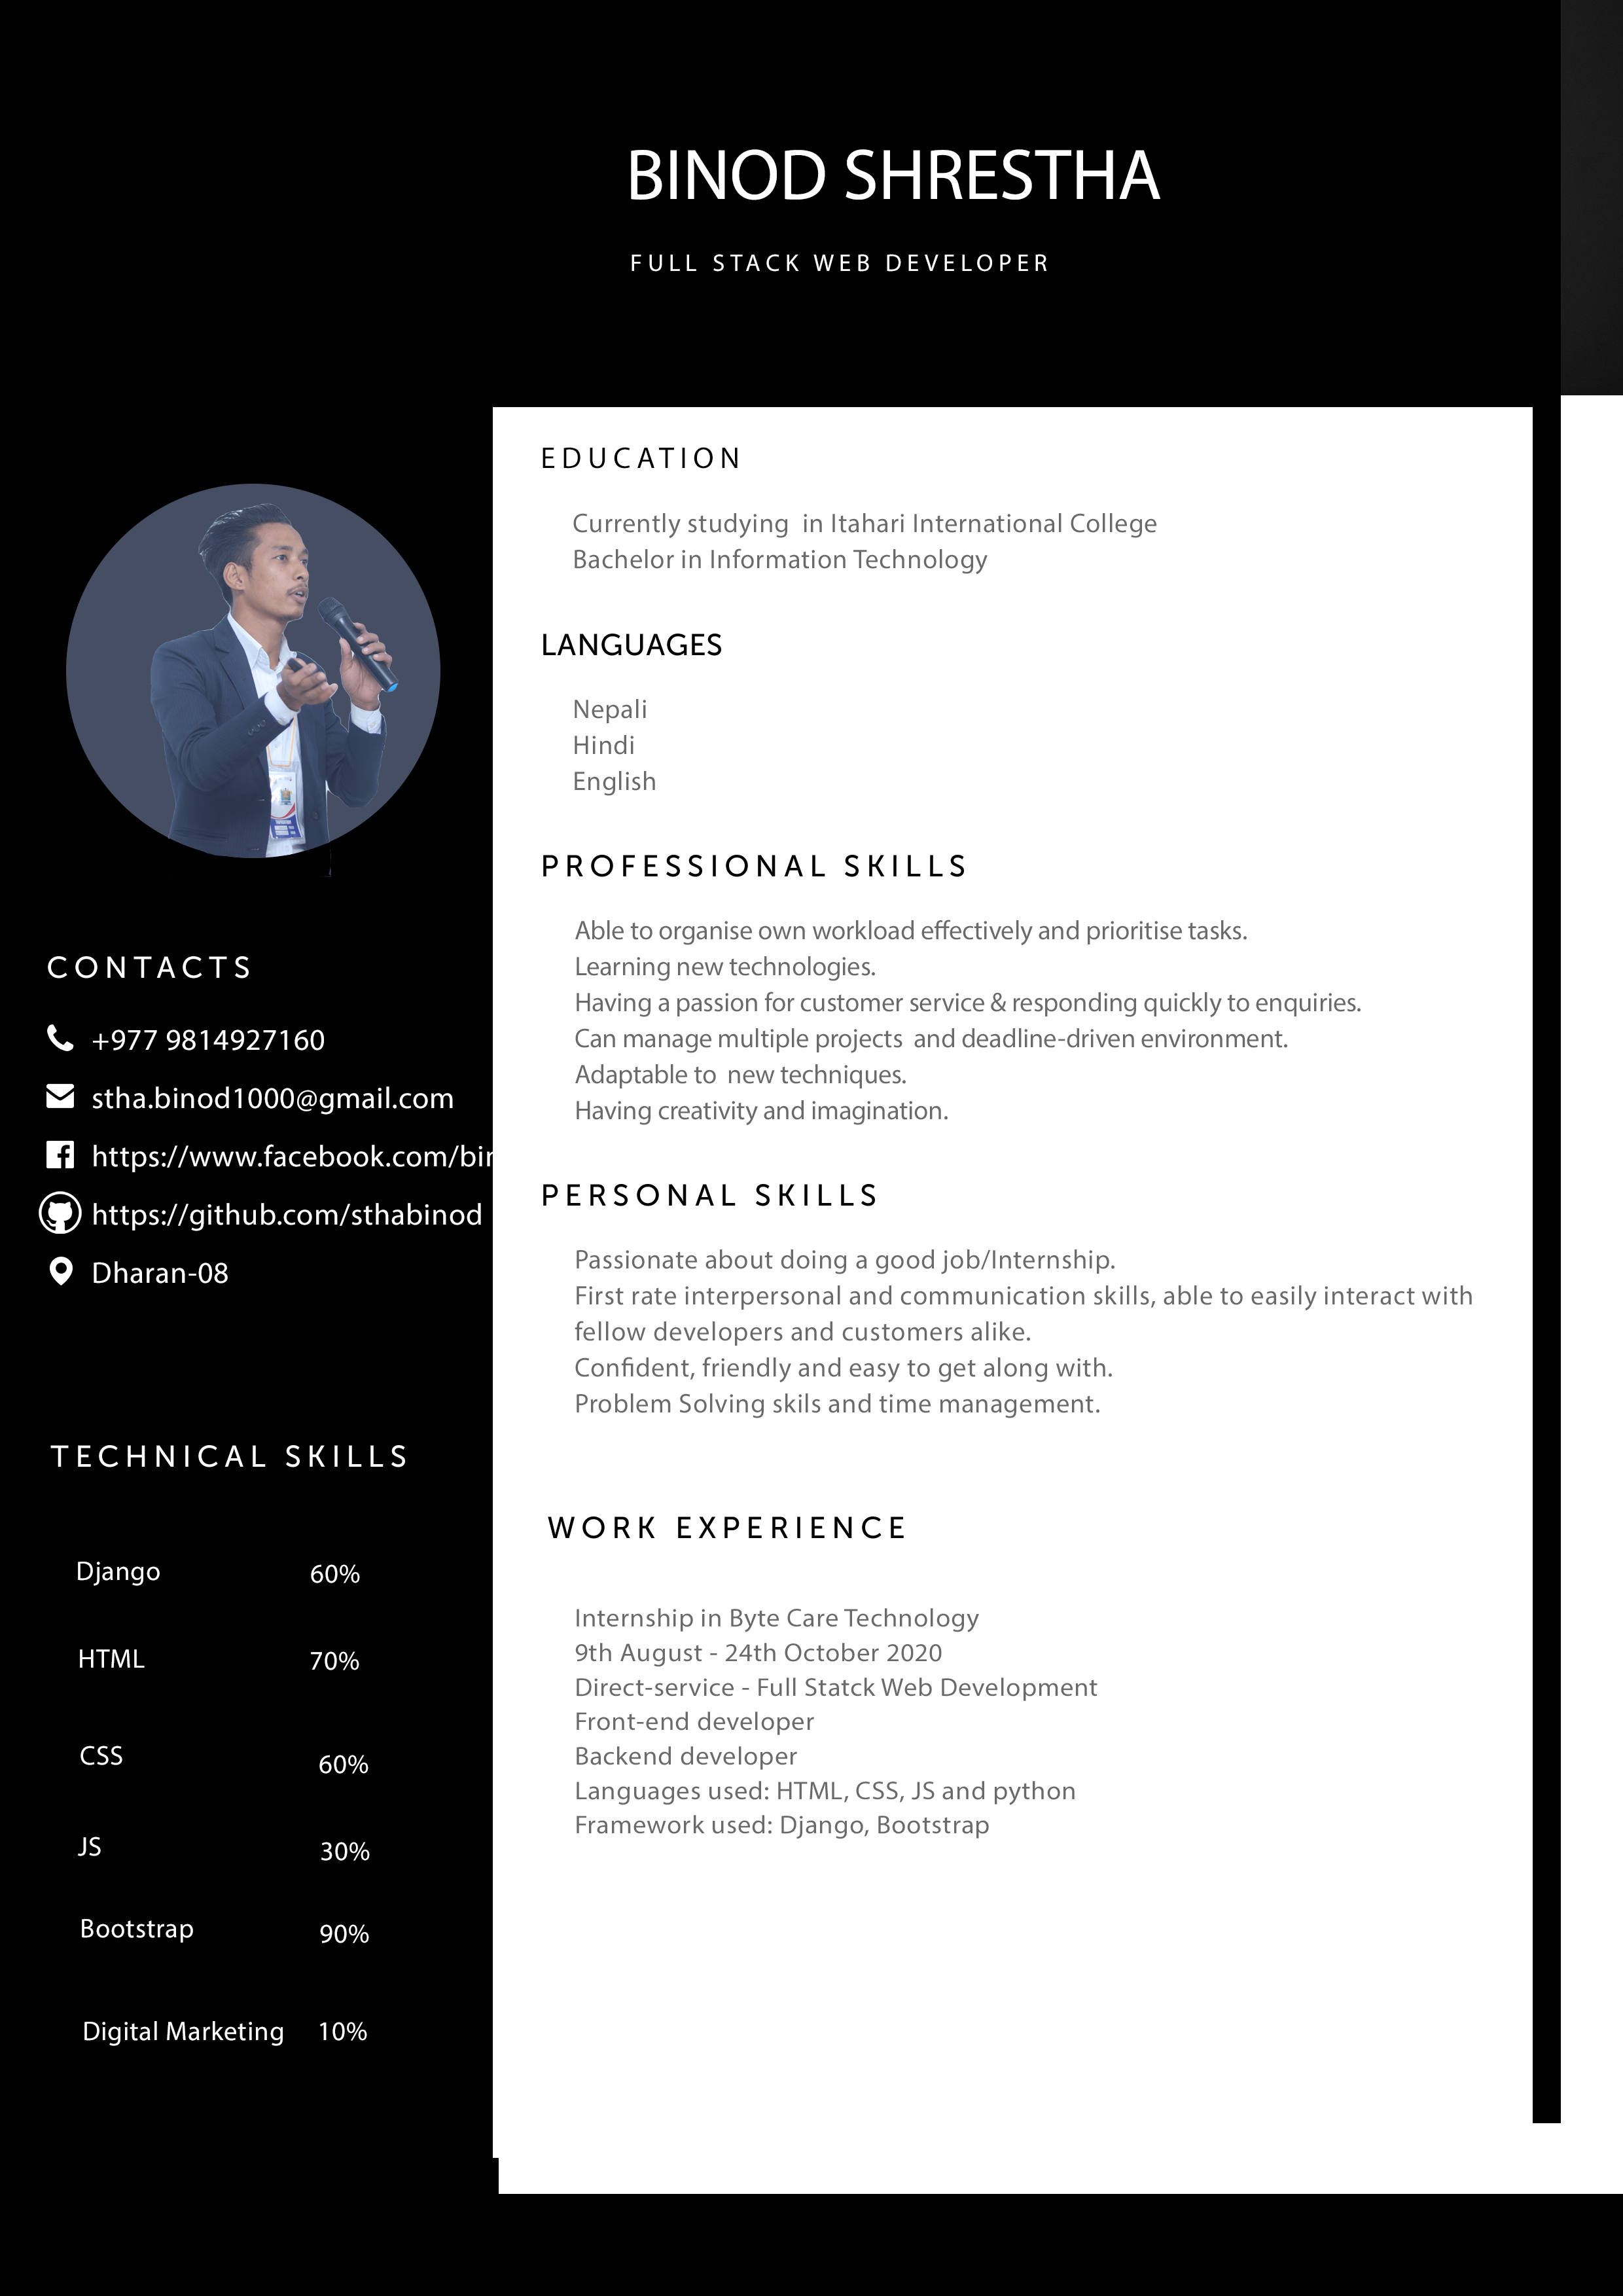 BINOD SHRESTHA
FULL STACK WEB DEVELOPER
CONTACTS
+977 9814927160
stha.binod1000@gmail.com
https://www.facebook.com/bin
https://github.com/sthabinod
Dharan-08
TECHNICAL SKILLS
Django 60%
HTML 70%
CSS 60%
JS 30%
Bootstrap 90%
Digital Marketing 10%
EDUCATION
Currently studying  in Itahari International College
Bachelor in Information Technology
LANGUAGES
Nepali
Hindi
English
PROFESSIONAL SKILLS
Able to organise own workload effectively and prioritise tasks.
Learning new technologies.
Having a passion for customer service & responding quickly to enquiries.
Can manage multiple projects  and deadline-driven environment.
Adaptable to  new techniques.
Having creativity and imagination.
PERSONAL SKILLS
Passionate about doing a good job/Internship.
First rate interpersonal and communication skills, able to easily interact with
fellow developers and customers alike.
Confident, friendly and easy to get along with.
Problem Solving skils and time management.
WORK EXPERIENCE
Internship in Byte Care Technology
9th August - 24th October 2020
Direct-service - Full Statck Web Development
Front-end developer
Backend developer
Languages used: HTML, CSS, JS and python
Framework used: Django, Bootstrap